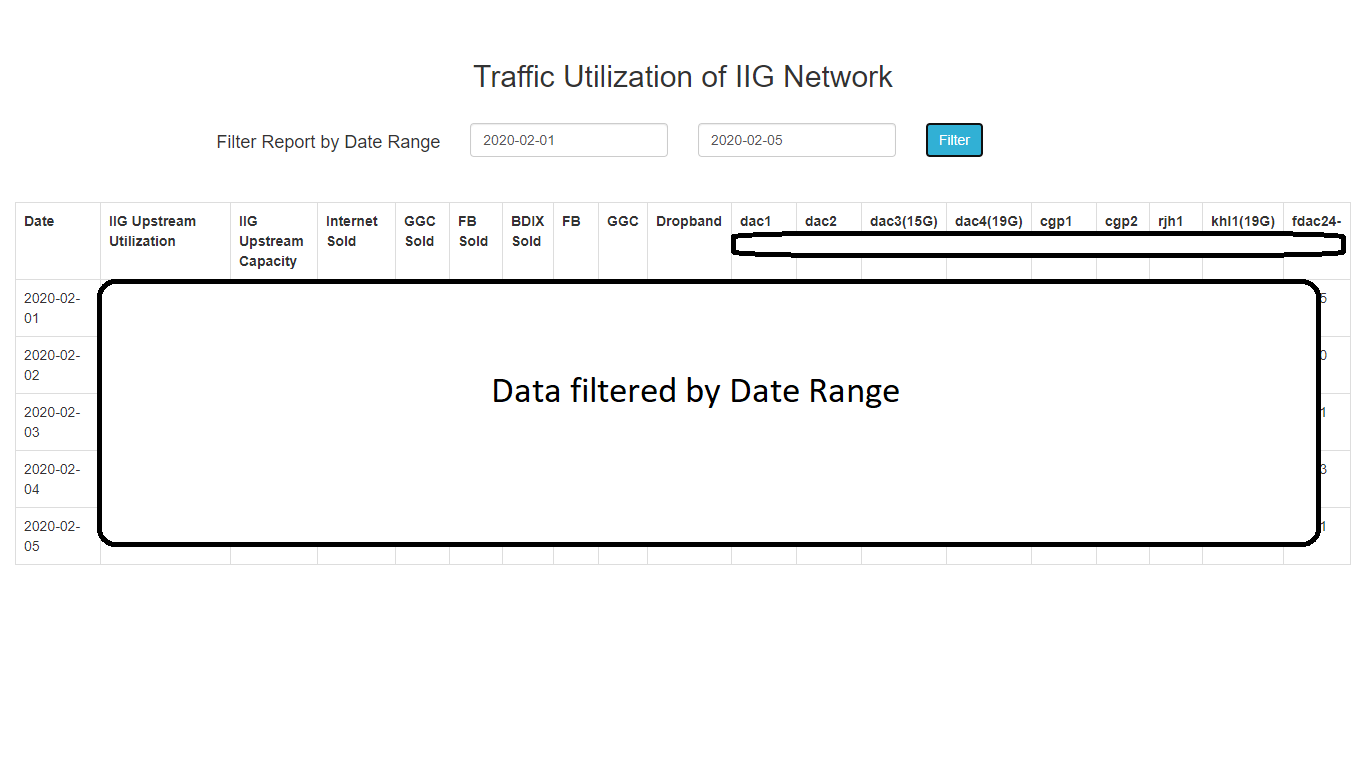 Traffic Utilization of IIG Network
Filter Report by Date Range 2020-02-01 2020-02-05 Filter
Date IIG Upstream IIG Internet GGC FB BDIX FB GGC Dropband dac1 dac2 dac3(15G) dac4(19G) cgp1 cgp2 rjh1 khl1(19G) fdac24-
Utilization Upstream Sold Sold Sold Sold
Capacity
2020-02- 5
01
2020-02- 0
02
Data filtered by Date Range
2020-02- 1
03
2020-02- 3
04
2020-02- 1
05